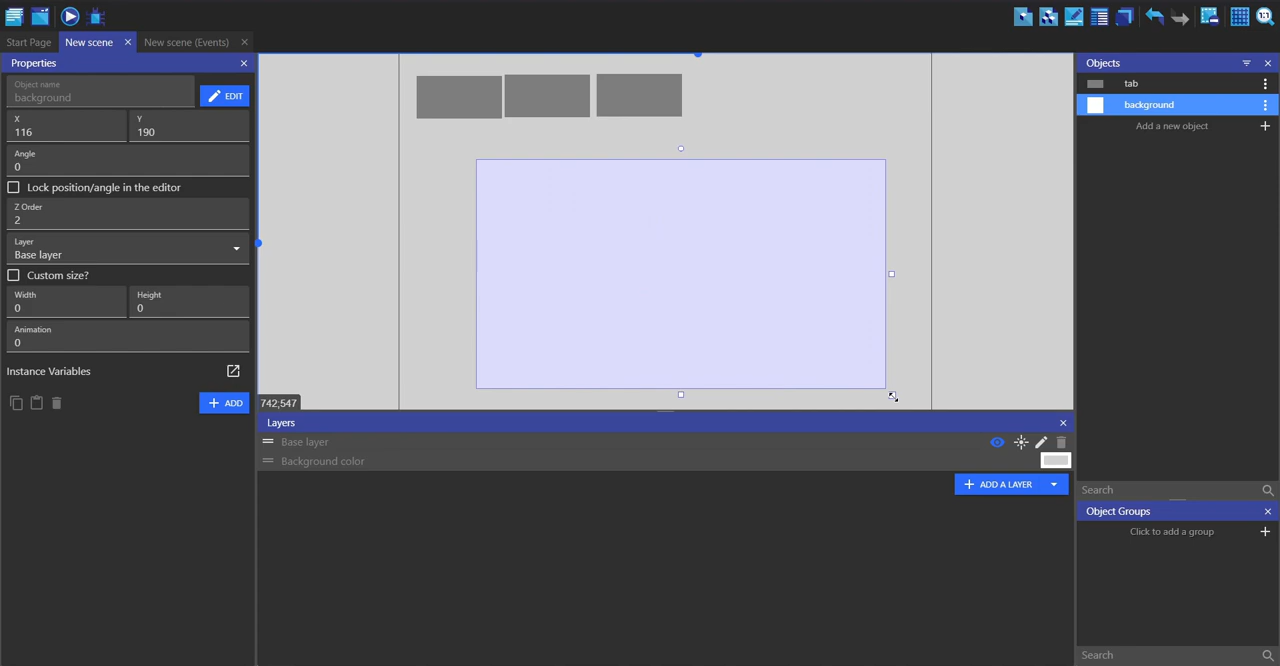 1:1
Start Page New scene New scene (Events)
Properties
Objects
Object name
background
EDIT
tab
background
X
116
Y
190
Add a new object
Angle
0
Lock position/angle in the editor
Z Order
2
Layer
Base layer
Custom size?
Width
0
Height
0
Animation
0
Instance Variables
ADD
742,547
Layers
Base layer
Background color
ADD A LAYER
Search
Object Groups
Click to add a group
Search